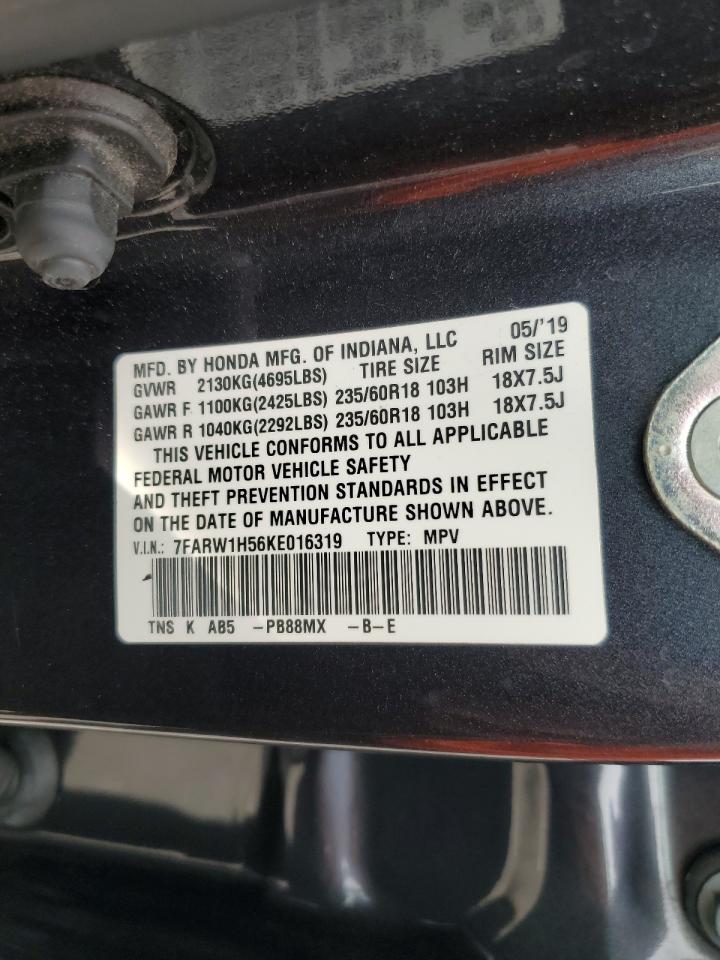 MFD. BY HONDA MFG. OF INDIANA, LLC 05/'19
GVWR 2130KG(4695LBS) TIRE SIZE RIM SIZE
GAWR F 1100KG(2425LBS) 235/60R18 103H 18X7.5J
GAWR R 1040KG(2292LBS) 235/60R18 103H 18X7.5J
THIS VEHICLE CONFORMS TO ALL APPLICABLE
FEDERAL MOTOR VEHICLE SAFETY
AND THEFT PREVENTION STANDARDS IN EFFECT
ON THE DATE OF MANUFACTURE SHOWN ABOVE.
V.I.N.: 7FARW1H56KE016319 TYPE: MPV
TNS K AB5 -PB88MX -B-E